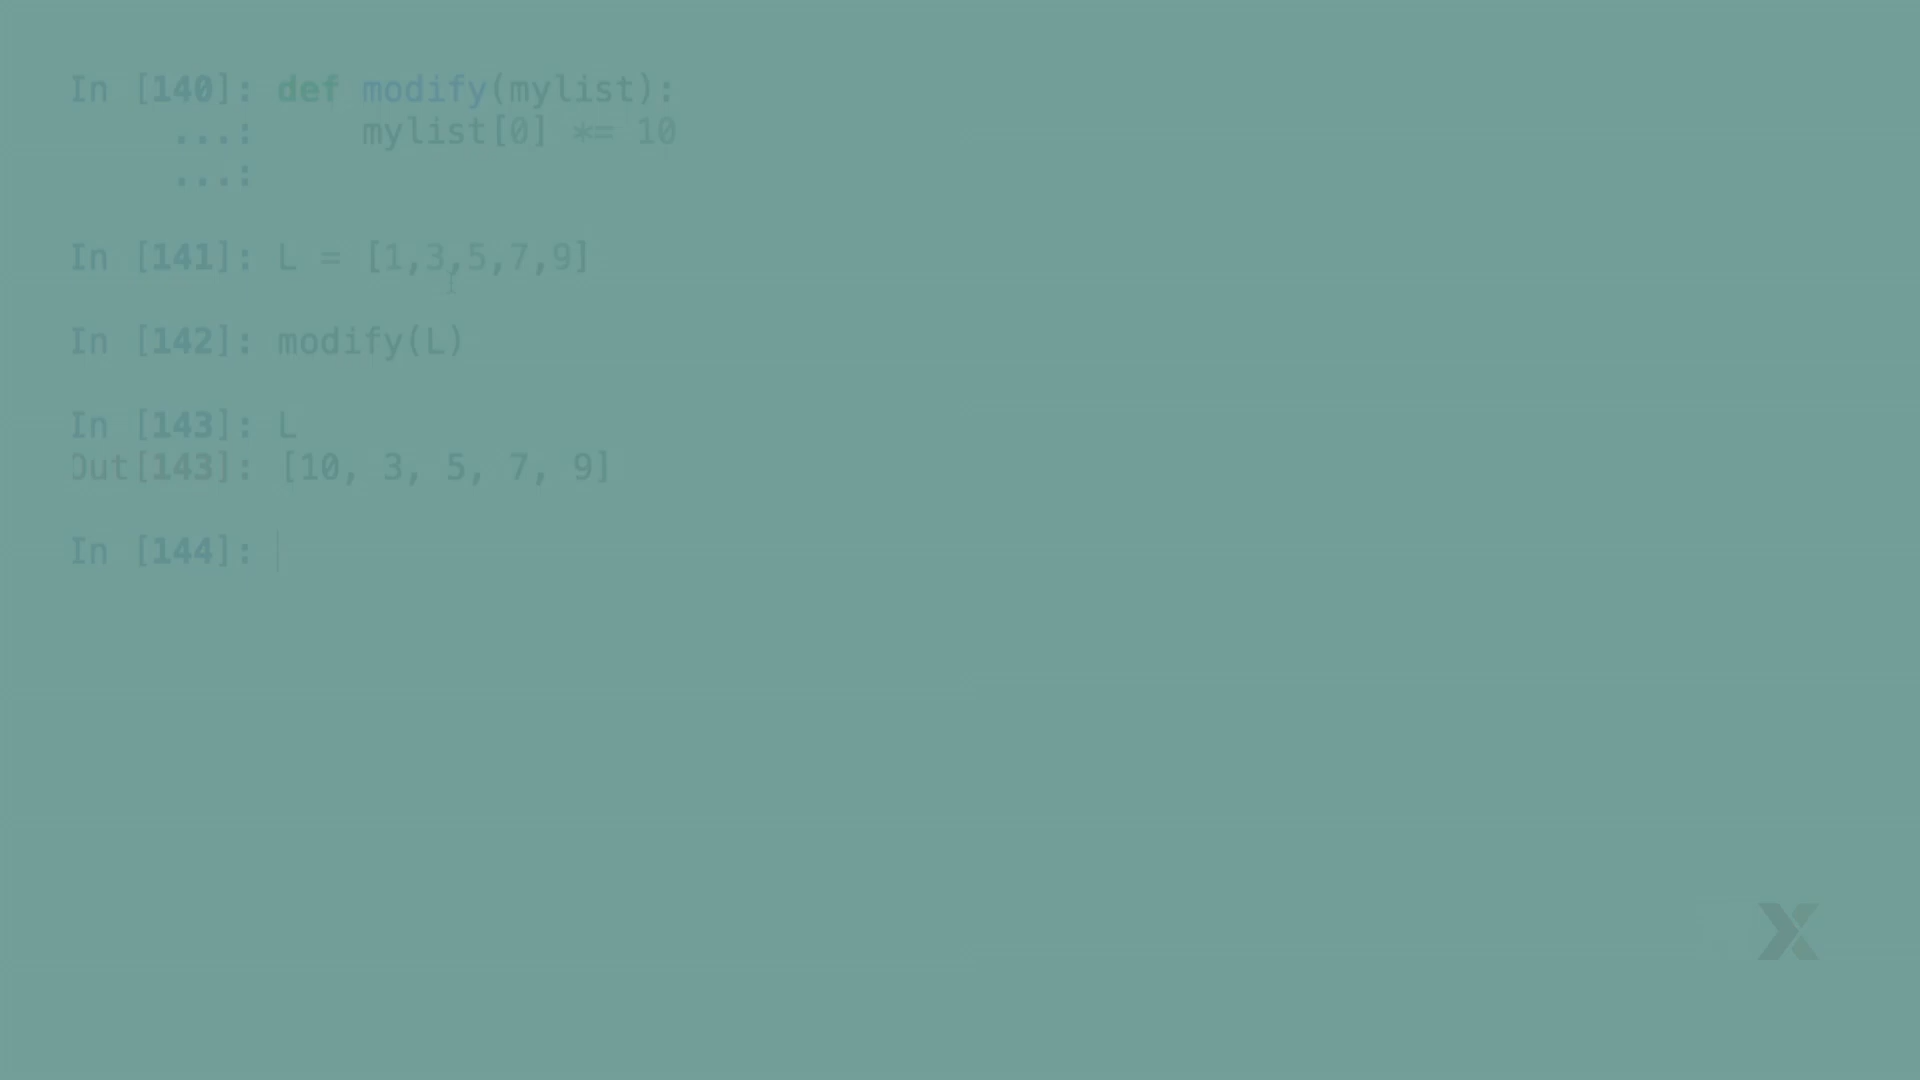 In [140]: def modify(mylist):
     ...:     mylist[0] *= 10
     ...:
In [141]: L = [1,3,5,7,9]
In [142]: modify(L)
In [143]: L
Out[143]: [10, 3, 5, 7, 9]
In [144]:
X